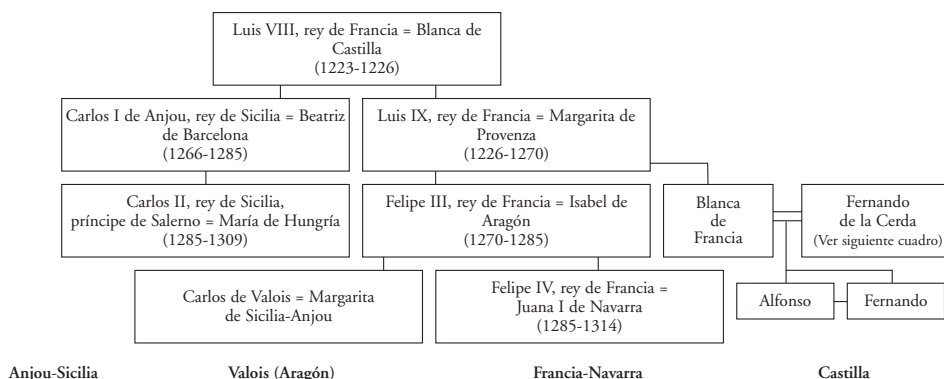 Luis VIII, rey de Francia = Blanca de
Castilla
(1223-1226)
Carlos I de Anjou, rey de Sicilia = Beatriz
de Barcelona
(1266-1285)
Luis IX, rey de Francia = Margarita de
Provenza
(1226-1270)
Carlos II, rey de Sicilia,
príncipe de Salerno = María de Hungría
(1285-1309)
Felipe III, rey de Francia = Isabel de
Aragón
(1270-1285)
Blanca
de
Francia
Fernando
de la Cerda
(Ver siguiente cuadro)
Carlos de Valois = Margarita
de Sicilia-Anjou
Felipe IV, rey de Francia =
Juana I de Navarra
(1285-1314)
Alfonso
Fernando
Anjou-Sicilia
Valois (Aragón)
Francia-Navarra
Castilla